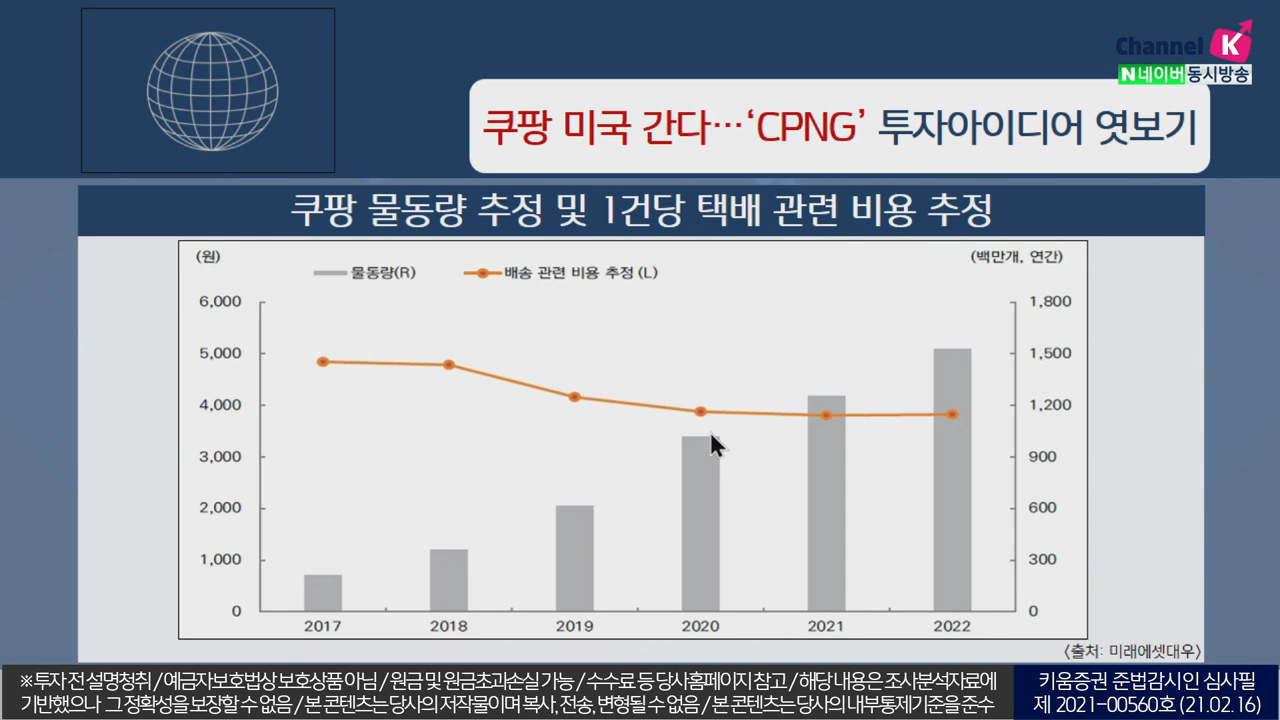 Channel K
N 네이버 동시방송
쿠팡 미국 간다…‘CPNG’ 투자아이디어 엿보기
쿠팡 물동량 추정 및 1건당 택배 관련 비용 추정
(원)
(백만개, 연간)
물동량(R)
배송 관련 비용 추정 (L)
6,000
1,800
5,000
1,500
4,000
1,200
3,000
900
2,000
600
1,000
300
0
0
2017 2018 2019 2020 2021 2022
<출처: 미래에셋대우>
※ 투자 전 설명청취 / 예금자보호법상 보호상품 아님 / 원금 및 원금초과손실 가능 / 수수료 등 당사홈페이지 참고 / 해당 내용은 조사분석자료에
기반했으나 그 정확성을 보장할 수 없음 / 본 콘텐츠는 당사의 저작물이며 복사, 전송, 변형될 수 없음 / 본 콘텐츠는 당사의 내부통제기준을 준수
키움증권 준법감시인 심사필
제 2021-00560호 (21.02.16)